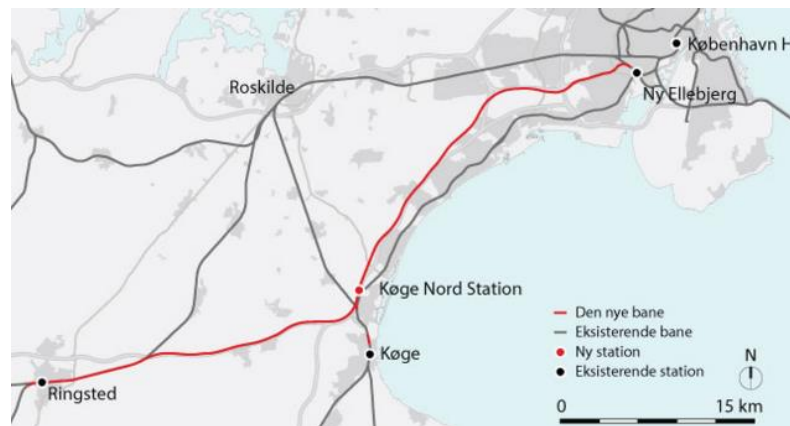 København H
Roskilde
Ny Ellebjerg
Køge Nord Station
Køge
Ringsted
Den nye bane
Eksisterende bane
Ny station
Eksisterende station
N
0 15 km